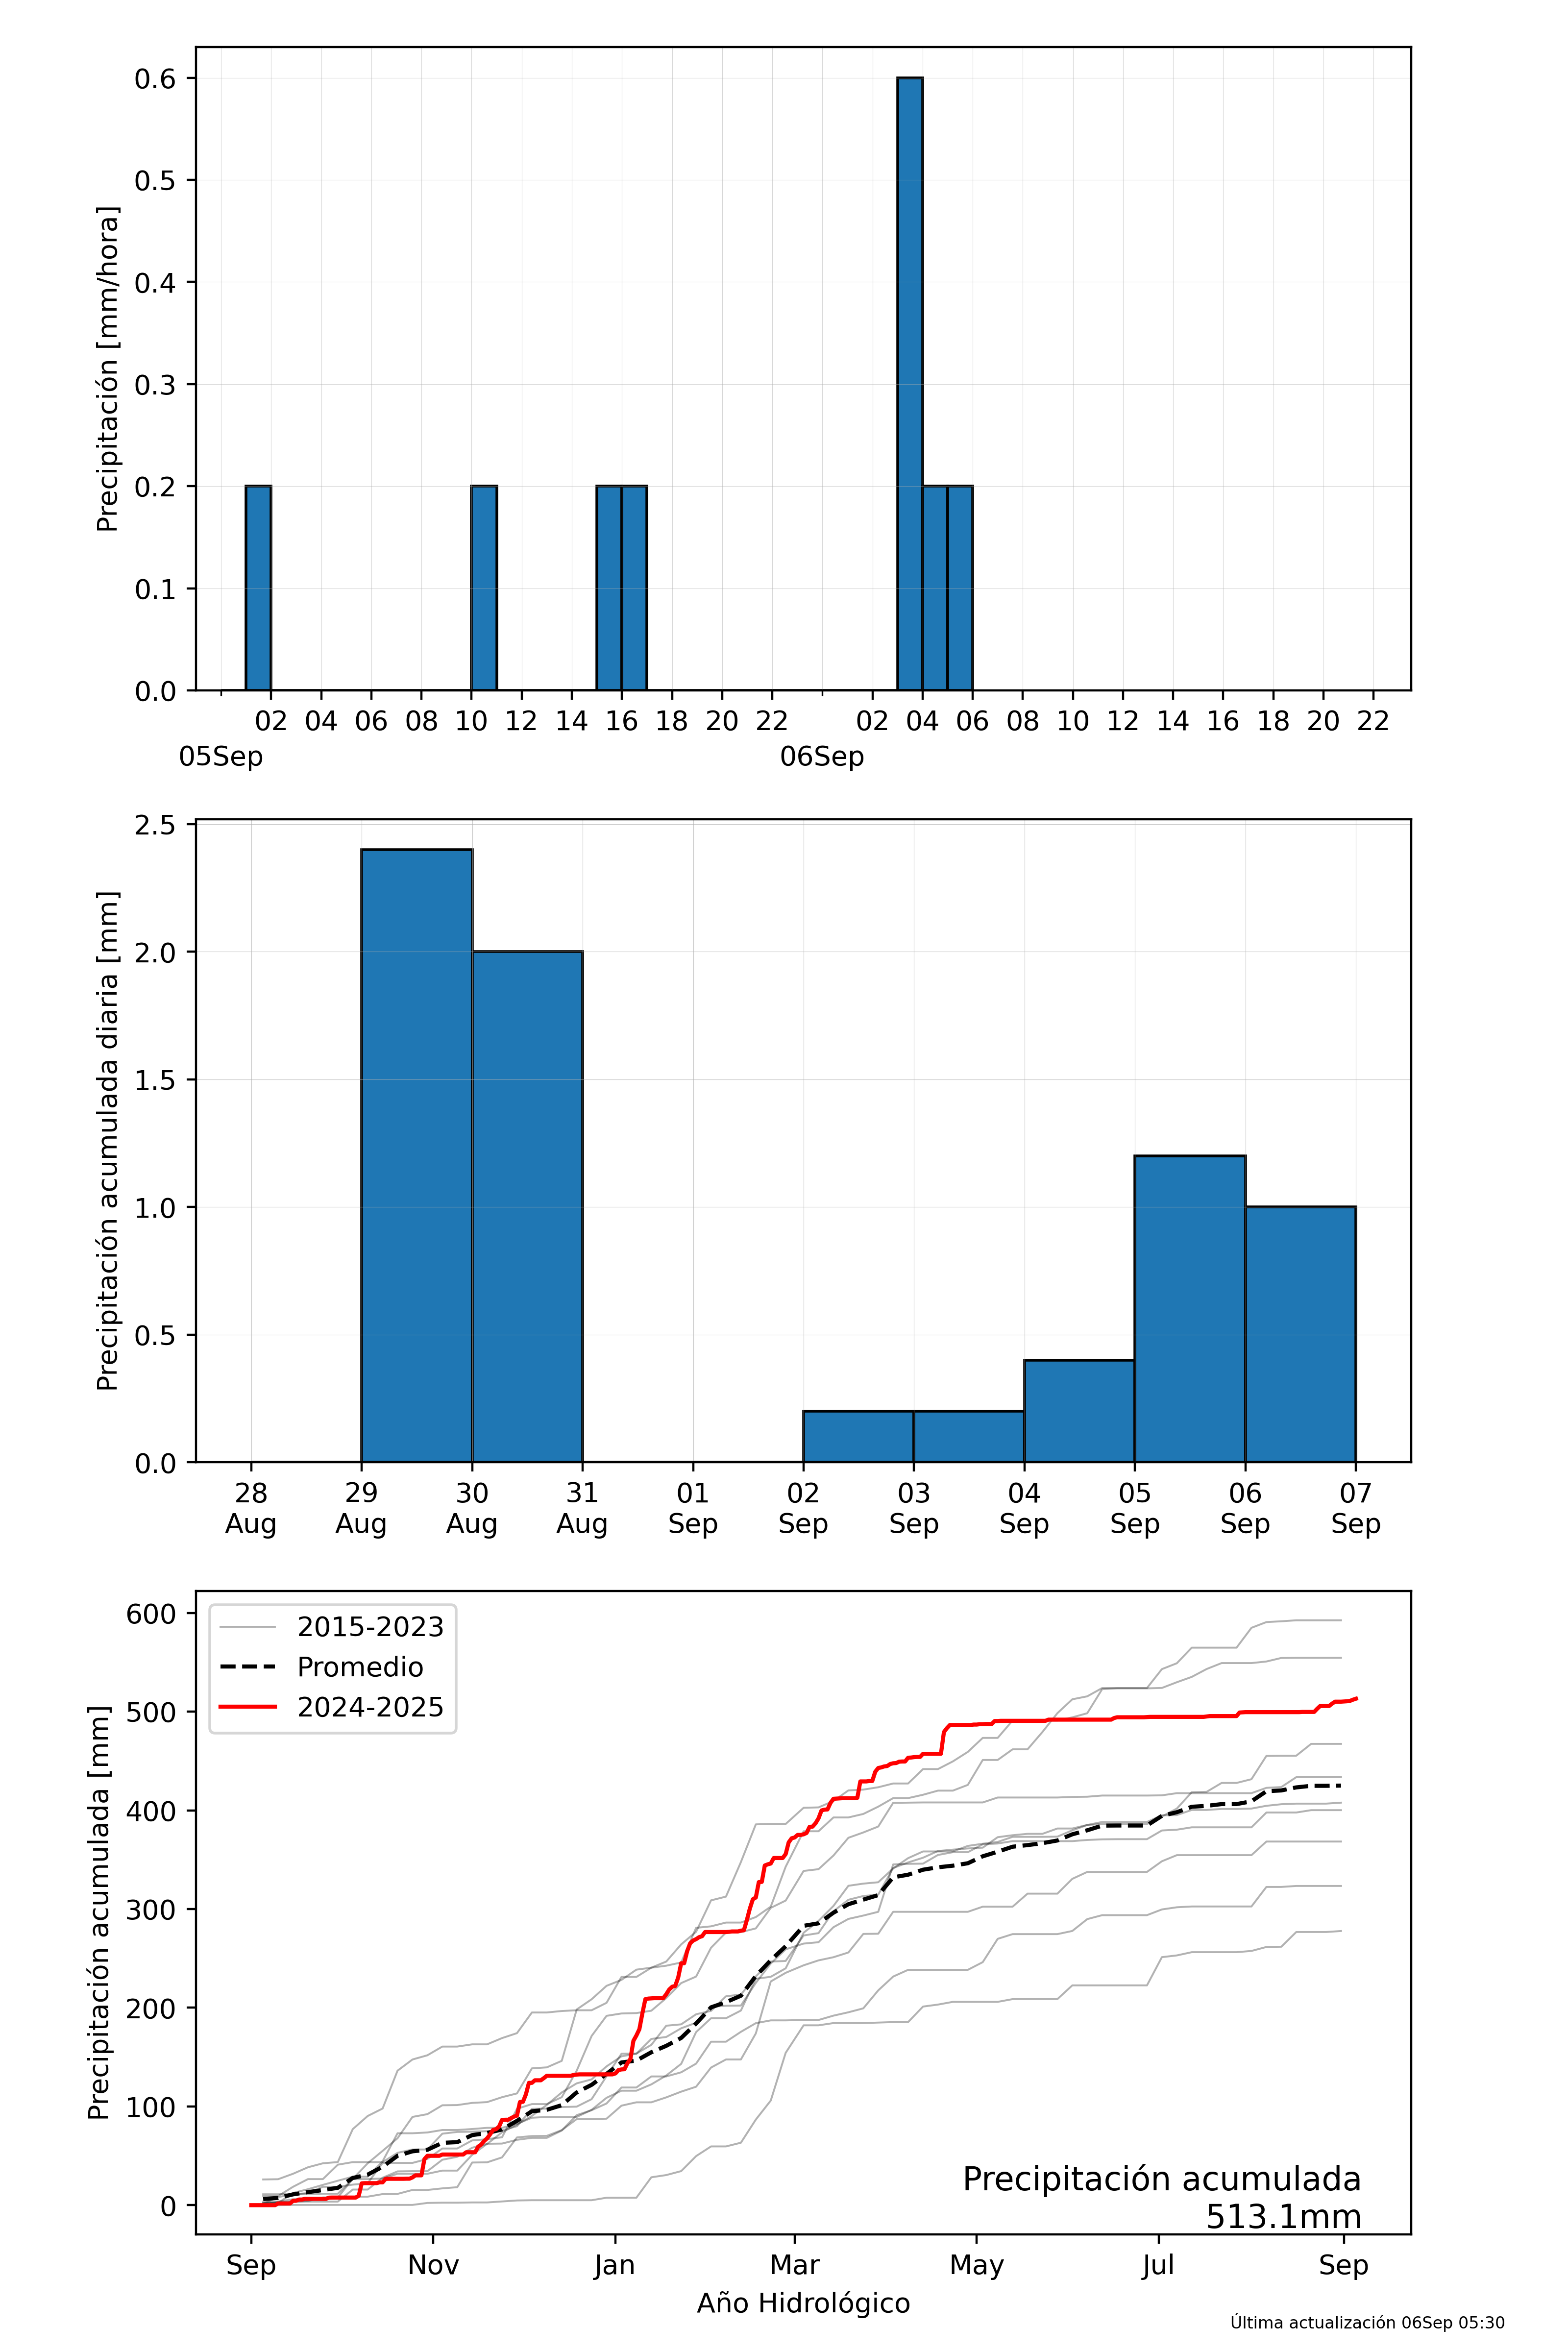 Precipitación [mm/hora]
0.6
0.5
0.4
0.3
0.2
0.1
0.0
02 04 06 08 10 12 14 16 18 20 22 02 04 06 08 10 12 14 16 18 20 22
05Sep 06Sep
Precipitación acumulada diaria [mm]
2.5
2.0
1.5
1.0
0.5
0.0
28 29 30 31 01 02 03 04 05 06 07
Aug Aug Aug Aug Sep Sep Sep Sep Sep Sep Sep
Precipitación acumulada [mm]
600
500
400
300
200
100
0
2015-2023
Promedio
2024-2025
Precipitación acumulada
513.1mm
Sep Nov Jan Mar May Jul Sep
Año Hidrológico
Última actualización 06Sep 05:30